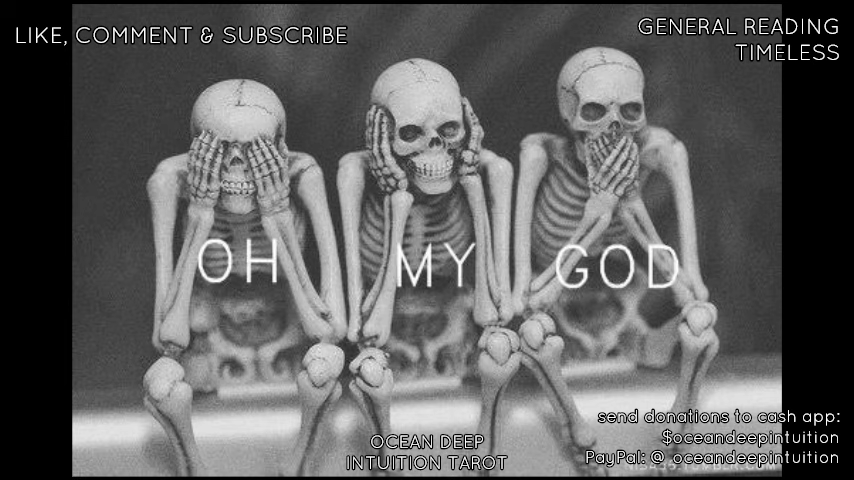 LIKE, COMMENT & SUBSCRIBE
GENERAL READING
TIMELESS
OH MY GOD
send donations to cash app:
$oceandeepintuition
PayPal: @ oceandeepintuition
OCEAN DEEP
INTUITION TAROT